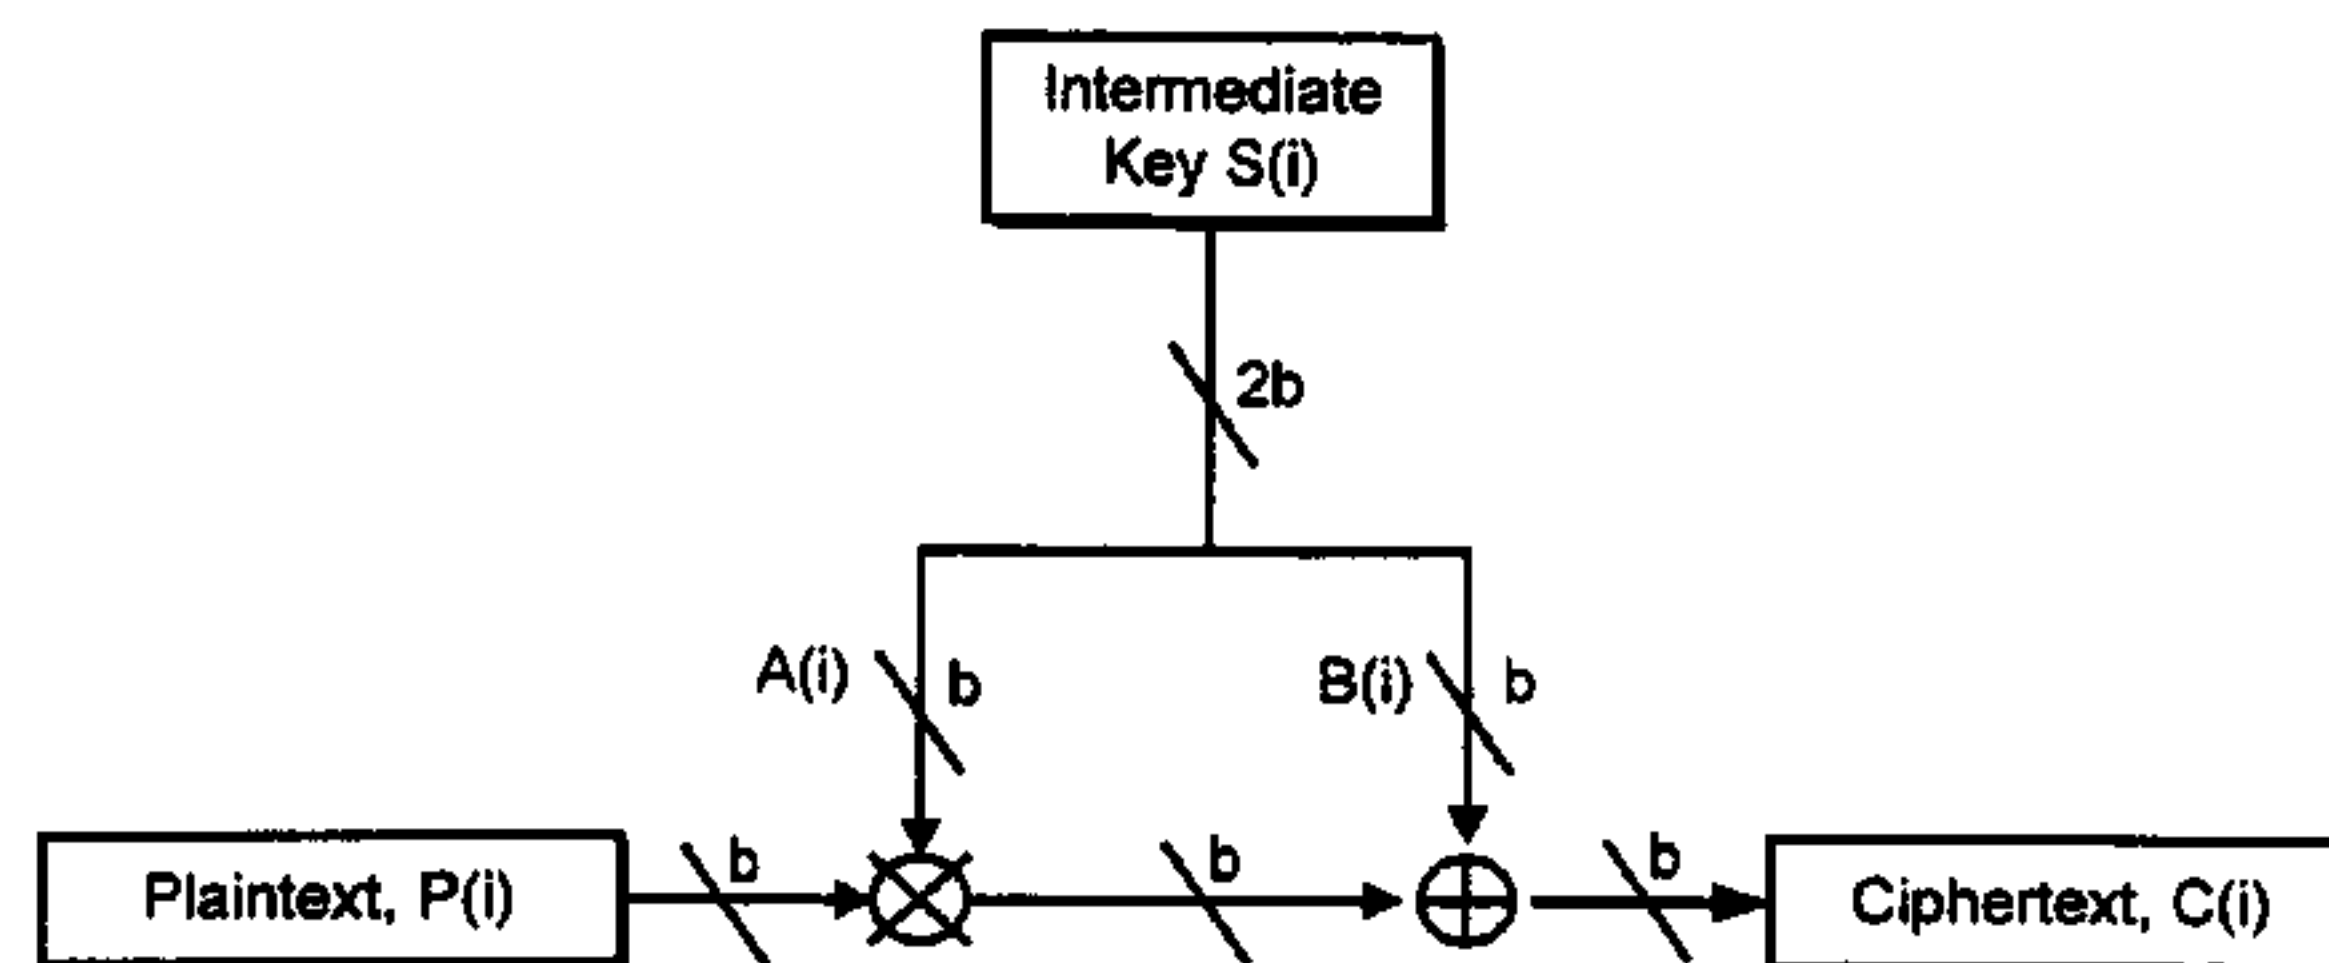 Intermediate
Key S(i)
2b
A(i)
b
B(i)
b
Plaintext, P(i)
b
b
b
Ciphertext, C(i)